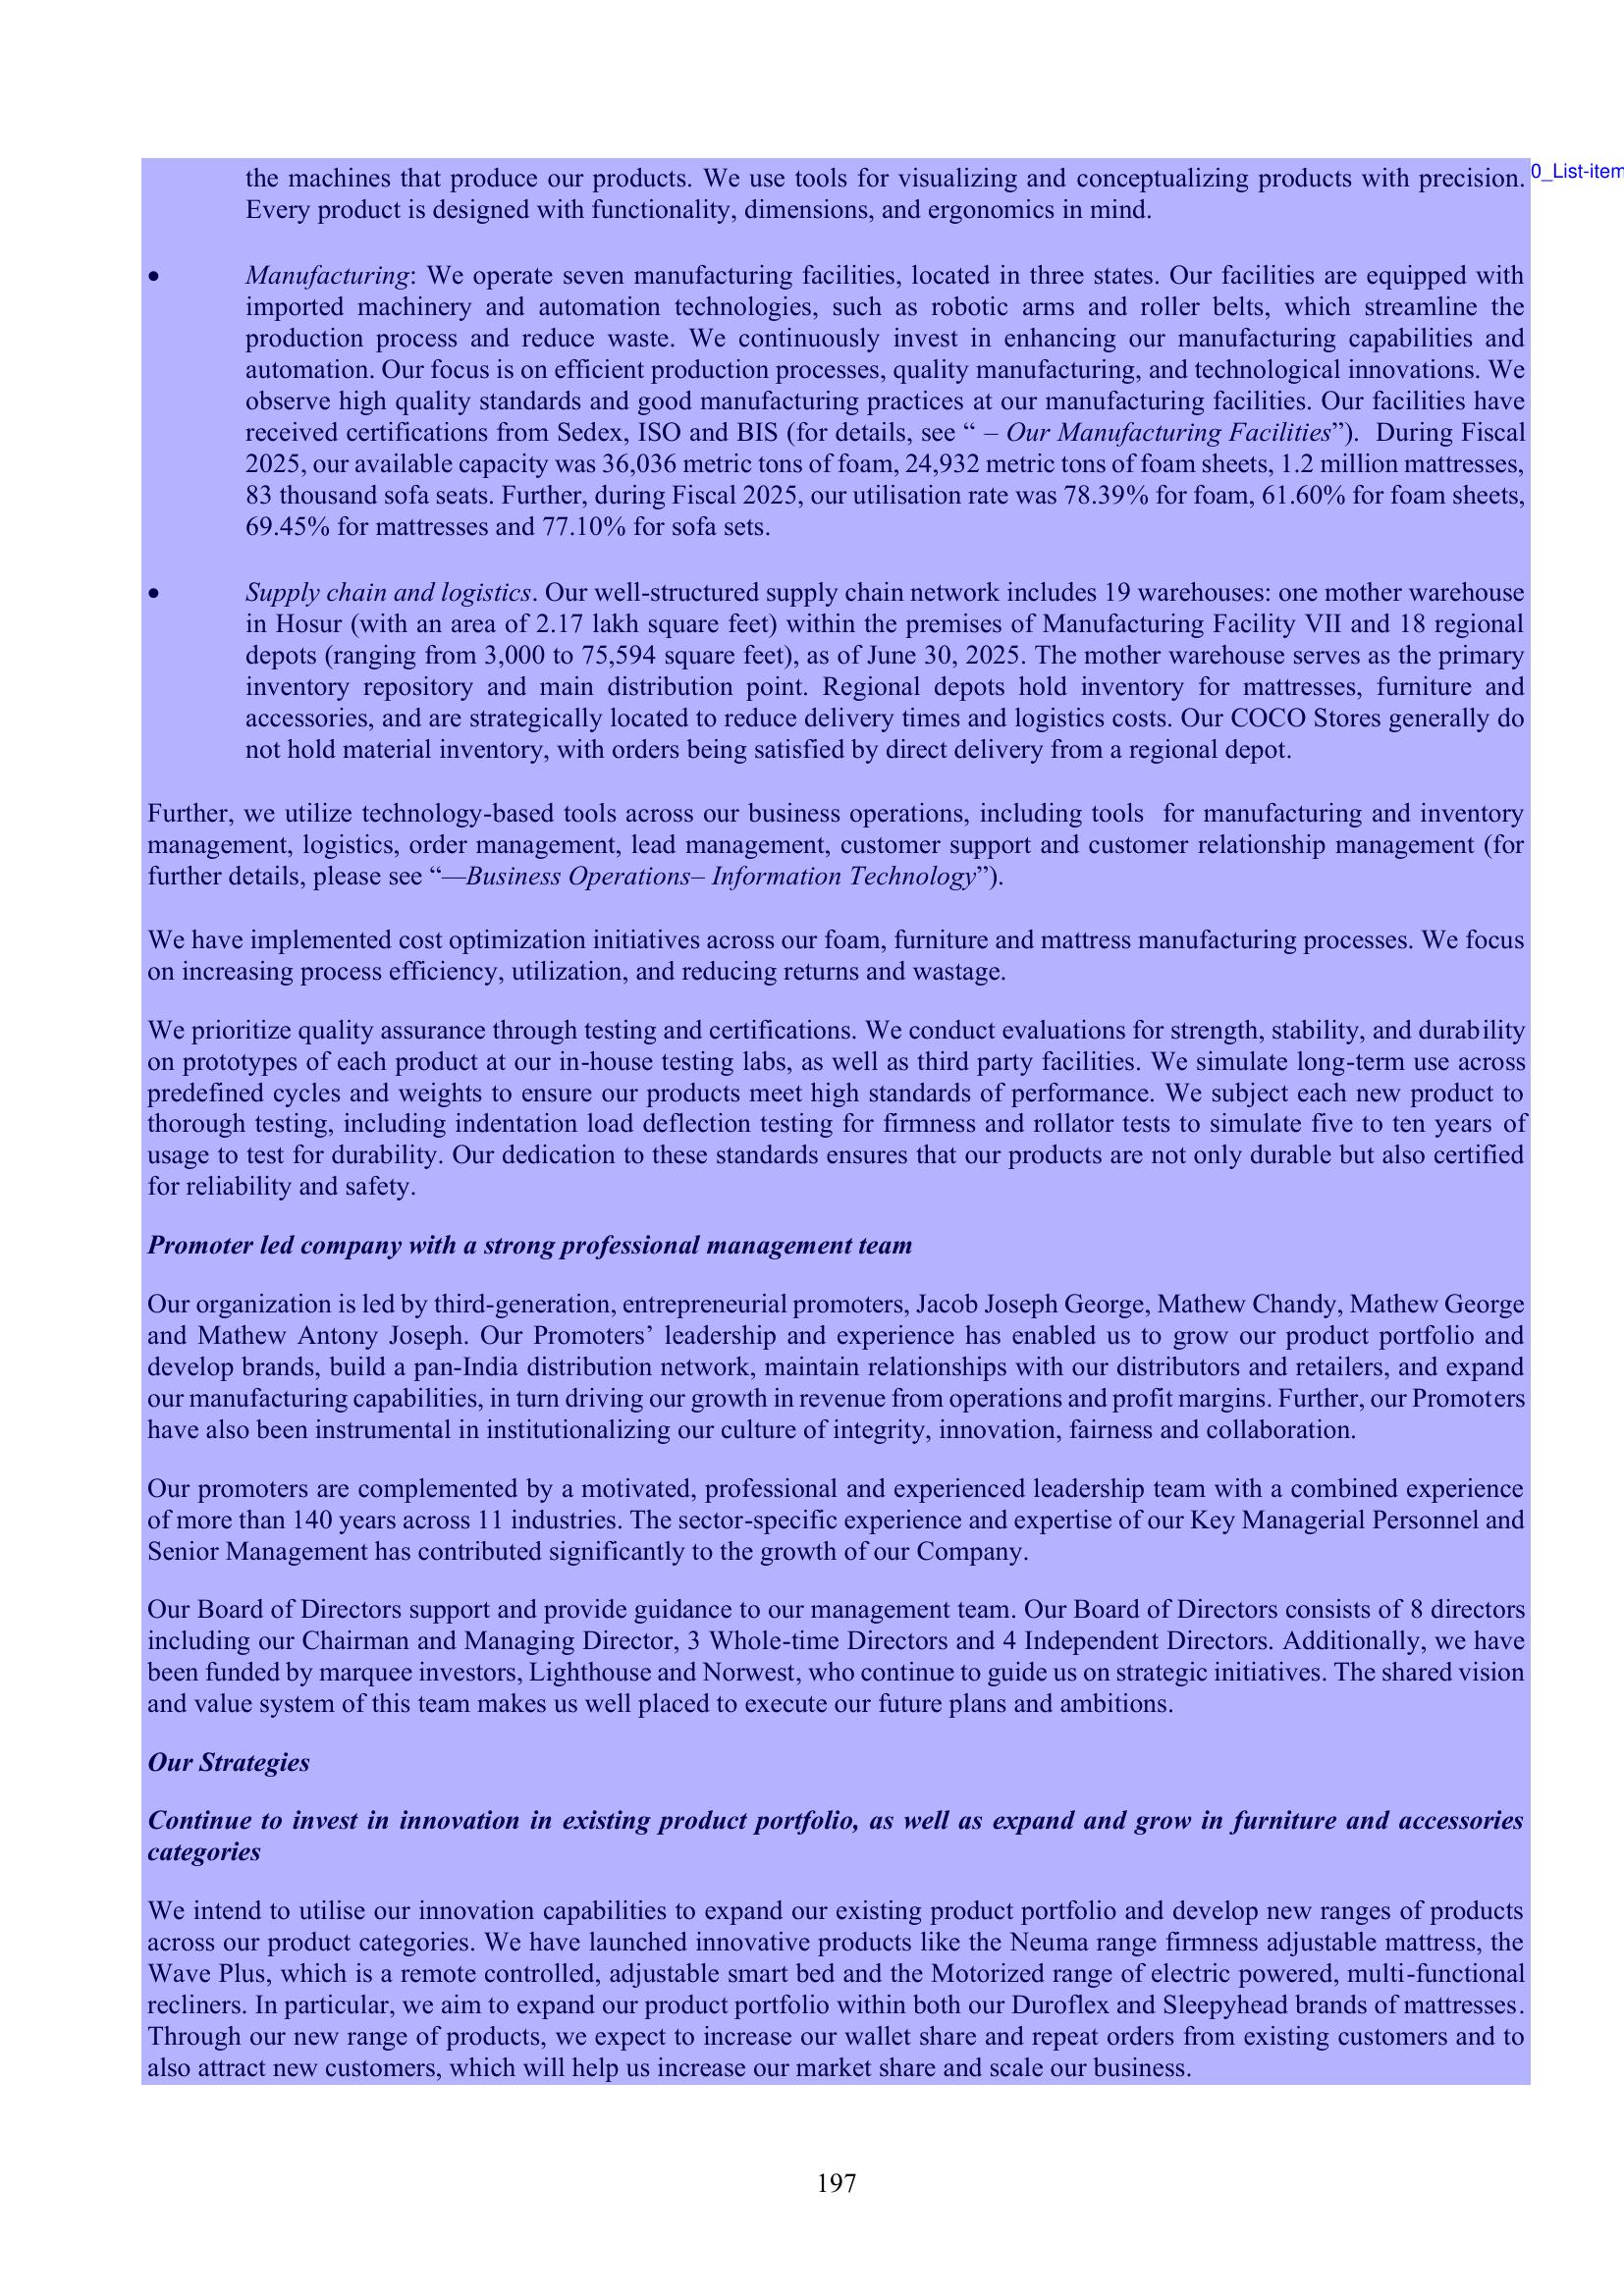 the machines that produce our products. We use tools for visualizing and conceptualizing products with precision. 0_List-item
Every product is designed with functionality, dimensions, and ergonomics in mind.
• Manufacturing: We operate seven manufacturing facilities, located in three states. Our facilities are equipped with
imported machinery and automation technologies, such as robotic arms and roller belts, which streamline the
production process and reduce waste. We continuously invest in enhancing our manufacturing capabilities and
automation. Our focus is on efficient production processes, quality manufacturing, and technological innovations. We
observe high quality standards and good manufacturing practices at our manufacturing facilities. Our facilities have
received certifications from Sedex, ISO and BIS (for details, see “ – Our Manufacturing Facilities”). During Fiscal
2025, our available capacity was 36,036 metric tons of foam, 24,932 metric tons of foam sheets, 1.2 million mattresses,
83 thousand sofa seats. Further, during Fiscal 2025, our utilisation rate was 78.39% for foam, 61.60% for foam sheets,
69.45% for mattresses and 77.10% for sofa sets.
• Supply chain and logistics. Our well-structured supply chain network includes 19 warehouses: one mother warehouse
in Hosur (with an area of 2.17 lakh square feet) within the premises of Manufacturing Facility VII and 18 regional
depots (ranging from 3,000 to 75,594 square feet), as of June 30, 2025. The mother warehouse serves as the primary
inventory repository and main distribution point. Regional depots hold inventory for mattresses, furniture and
accessories, and are strategically located to reduce delivery times and logistics costs. Our COCO Stores generally do
not hold material inventory, with orders being satisfied by direct delivery from a regional depot.
Further, we utilize technology-based tools across our business operations, including tools for manufacturing and inventory
management, logistics, order management, lead management, customer support and customer relationship management (for
further details, please see “—Business Operations– Information Technology”).
We have implemented cost optimization initiatives across our foam, furniture and mattress manufacturing processes. We focus
on increasing process efficiency, utilization, and reducing returns and wastage.
We prioritize quality assurance through testing and certifications. We conduct evaluations for strength, stability, and durability
on prototypes of each product at our in-house testing labs, as well as third party facilities. We simulate long-term use across
predefined cycles and weights to ensure our products meet high standards of performance. We subject each new product to
thorough testing, including indentation load deflection testing for firmness and rollator tests to simulate five to ten years of
usage to test for durability. Our dedication to these standards ensures that our products are not only durable but also certified
for reliability and safety.
Promoter led company with a strong professional management team
Our organization is led by third-generation, entrepreneurial promoters, Jacob Joseph George, Mathew Chandy, Mathew George
and Mathew Antony Joseph. Our Promoters’ leadership and experience has enabled us to grow our product portfolio and
develop brands, build a pan-India distribution network, maintain relationships with our distributors and retailers, and expand
our manufacturing capabilities, in turn driving our growth in revenue from operations and profit margins. Further, our Promoters
have also been instrumental in institutionalizing our culture of integrity, innovation, fairness and collaboration.
Our promoters are complemented by a motivated, professional and experienced leadership team with a combined experience
of more than 140 years across 11 industries. The sector-specific experience and expertise of our Key Managerial Personnel and
Senior Management has contributed significantly to the growth of our Company.
Our Board of Directors support and provide guidance to our management team. Our Board of Directors consists of 8 directors
including our Chairman and Managing Director, 3 Whole-time Directors and 4 Independent Directors. Additionally, we have
been funded by marquee investors, Lighthouse and Norwest, who continue to guide us on strategic initiatives. The shared vision
and value system of this team makes us well placed to execute our future plans and ambitions.
Our Strategies
Continue to invest in innovation in existing product portfolio, as well as expand and grow in furniture and accessories
categories
We intend to utilise our innovation capabilities to expand our existing product portfolio and develop new ranges of products
across our product categories. We have launched innovative products like the Neuma range firmness adjustable mattress, the
Wave Plus, which is a remote controlled, adjustable smart bed and the Motorized range of electric powered, multi-functional
recliners. In particular, we aim to expand our product portfolio within both our Duroflex and Sleepyhead brands of mattresses.
Through our new range of products, we expect to increase our wallet share and repeat orders from existing customers and to
also attract new customers, which will help us increase our market share and scale our business.
197